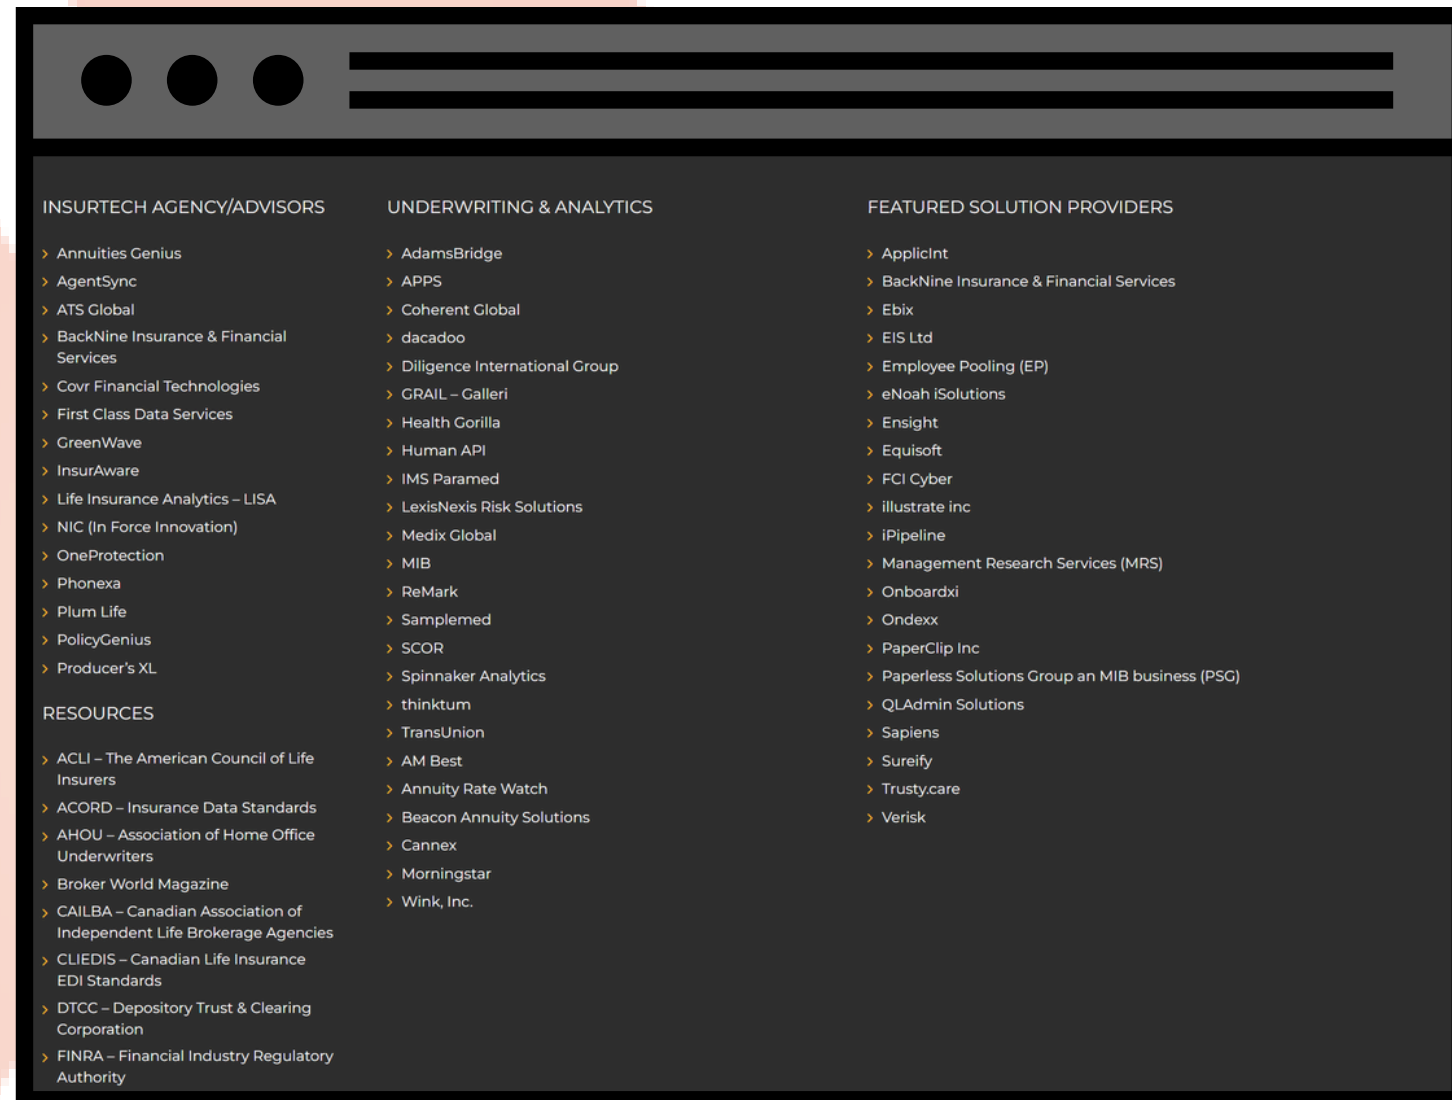 INSURTECH AGENCY/ADVISORS
Annuities Genius
AgentSync
ATS Global
BackNine Insurance & Financial
Services
Covr Financial Technologies
First Class Data Services
GreenWave
InsurAware
Life Insurance Analytics – LISA
NIC (In Force Innovation)
OneProtection
Phonexa
Plum Life
PolicyGenius
Producer’s XL
RESOURCES
ACLI – The American Council of Life
Insurers
ACORD – Insurance Data Standards
AHOU – Association of Home Office
Underwriters
Broker World Magazine
CAILBA – Canadian Association of
Independent Life Brokerage Agencies
CLIEDIS – Canadian Life Insurance
EDI Standards
DTCC – Depository Trust & Clearing
Corporation
FINRA – Financial Industry Regulatory
Authority
UNDERWRITING & ANALYTICS
AdamsBridge
APPS
Coherent Global
dacadoo
Diligence International Group
GRAIL – Galleri
Health Gorilla
Human API
IMS Paramed
LexisNexis Risk Solutions
Medix Global
MIB
ReMark
Samplemed
SCOR
Spinnaker Analytics
thinktum
TransUnion
AM Best
Annuity Rate Watch
Beacon Annuity Solutions
Cannex
Morningstar
Wink, Inc.
FEATURED SOLUTION PROVIDERS
ApplicInt
BackNine Insurance & Financial Services
Ebix
EIS Ltd
Employee Pooling (EP)
eNoah iSolutions
Ensight
Equisoft
FCI Cyber
illustrate inc
iPipeline
Management Research Services (MRS)
Onboardxi
Ondexx
PaperClip Inc
Paperless Solutions Group an MIB business (PSG)
QLAdmin Solutions
Sapiens
Sureify
Trusty.care
Verisk